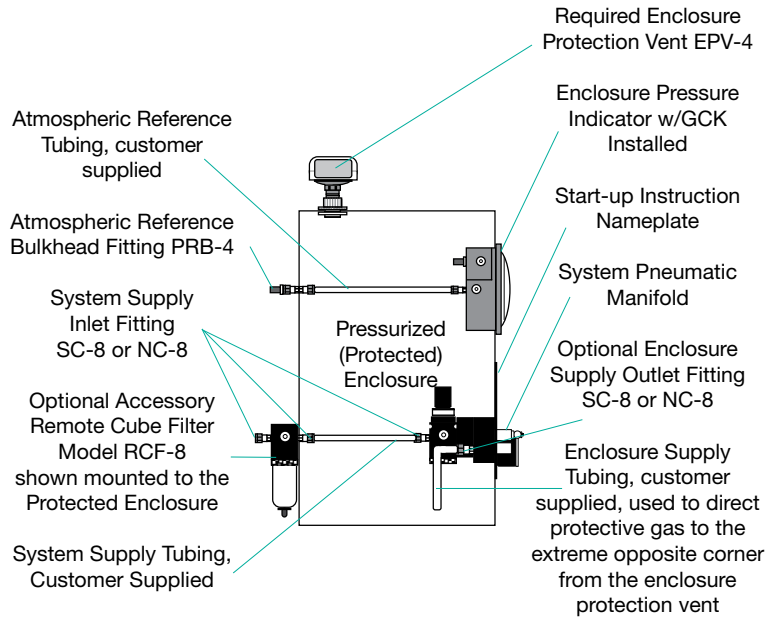 Required Enclosure
Protection Vent EPV-4
Enclosure Pressure
Indicator w/GCK
Installed
Atmospheric Reference
Tubing, customer
supplied
Start-up Instruction
Nameplate
Atmospheric Reference
Bulkhead Fitting PRB-4
System Pneumatic
Manifold
System Supply
Inlet Fitting
SC-8 or NC-8
Pressurized
(Protected)
Enclosure
Optional Enclosure
Supply Outlet Fitting
SC-8 or NC-8
Optional Accessory
Remote Cube Filter
Model RCF-8
shown mounted to the
Protected Enclosure
Enclosure Supply
Tubing, customer
supplied, used to direct
protective gas to the
extreme opposite corner
from the enclosure
protection vent
System Supply Tubing,
Customer Supplied